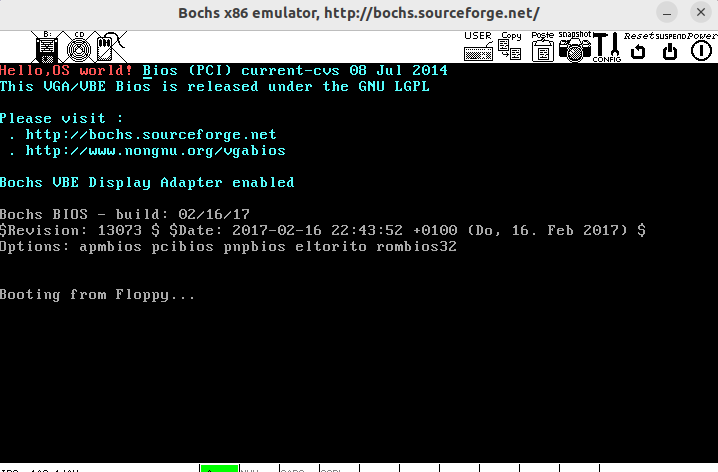 Bochs x86 emulator, http://bochs.sourceforge.net/
B: CD USER Copy Paste snapshot CONFIG Reset SUSPEND Power
Hello,OS world! Bios (PCI) current-cvs 08 Jul 2014
This VGA/VBE Bios is released under the GNU LGPL
Please visit :
. http://bochs.sourceforge.net
. http://www.nongnu.org/vgabios
Bochs VBE Display Adapter enabled
Bochs BIOS - build: 02/16/17
$Revision: 13073 $ $Date: 2017-02-16 22:43:52 +0100 (Do, 16. Feb 2017) $
Options: apmbios pcibios pnpbios eltorito rombios32
Booting from Floppy...